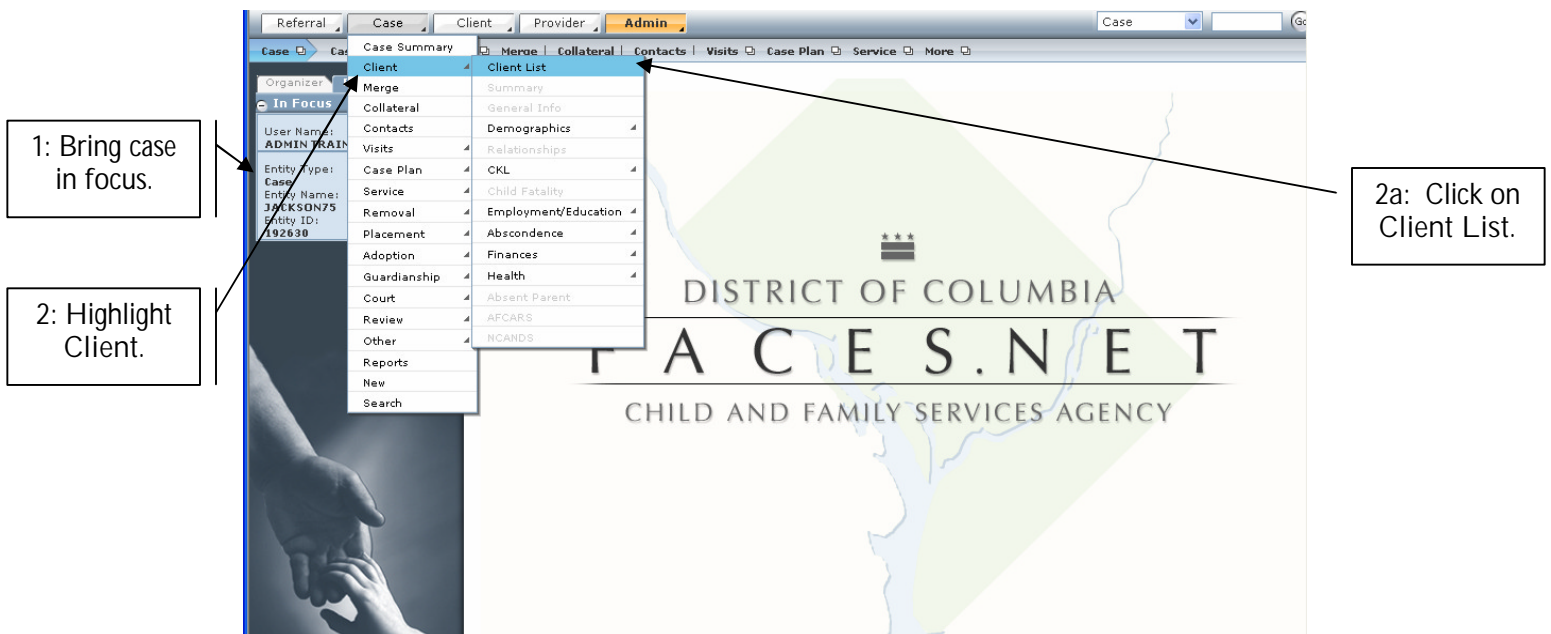 Referral Case Client Provider Admin Case
Case Merge | Collateral | Contacts | Visits Case Plan Service More
Organizer
In Focus
User Name:
Entity Type:
Case
Entity Name:
JACKSON75
Entity ID:
192630
Case Summary
Client
Merge
Collateral
Contacts
Visits
Case Plan
Service
Removal
Placement
Adoption
Guardianship
Court
Review
Other
Reports
New
Search
Client List
Summary
General Info
Demographics
Relationships
CKL
Child Fatality
Employment/Education
Abscondence
Finances
Health
Absent Parent
AFCARS
NCANDS
1: Bring case
in focus.
2: Highlight
Client.
2a: Click on
Client List.
DISTRICT OF COLUMBIA
FACES.NET
CHILD AND FAMILY SERVICES AGENCY